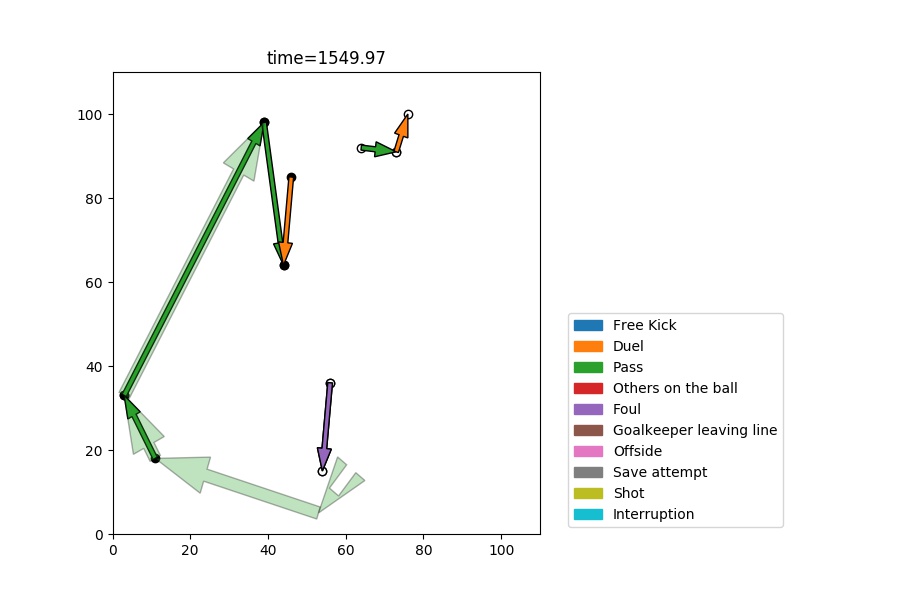 time=1549.97
100
80
60
40
20
0
0 20 40 60 80 100
Free Kick
Duel
Pass
Others on the ball
Foul
Goalkeeper leaving line
Offside
Save attempt
Shot
Interruption